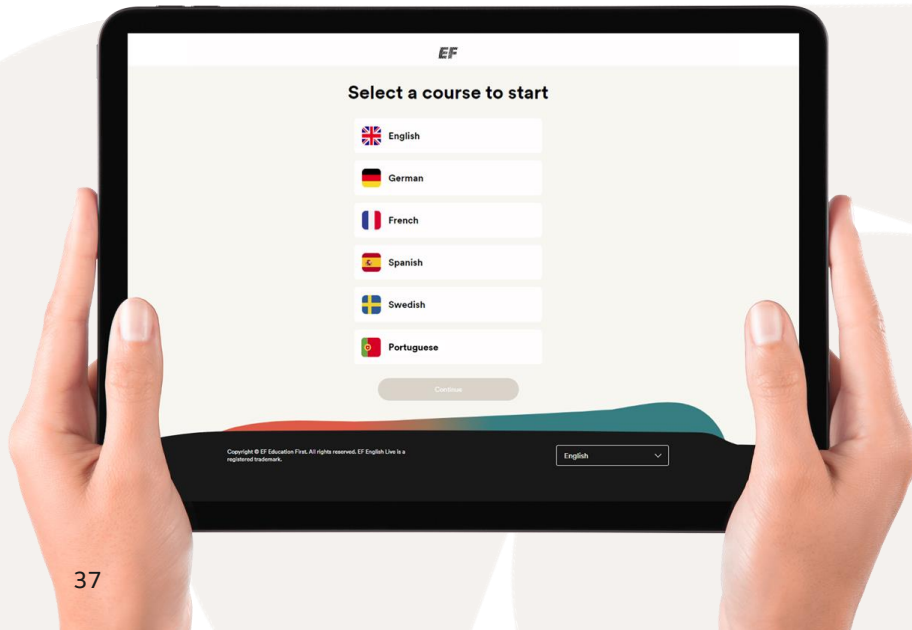 EF
Select a course to start
English
German
French
Spanish
Swedish
Portuguese
Continue
Copyright © EF Education First. All rights reserved. EF English Live is a
registered trademark.
English
37